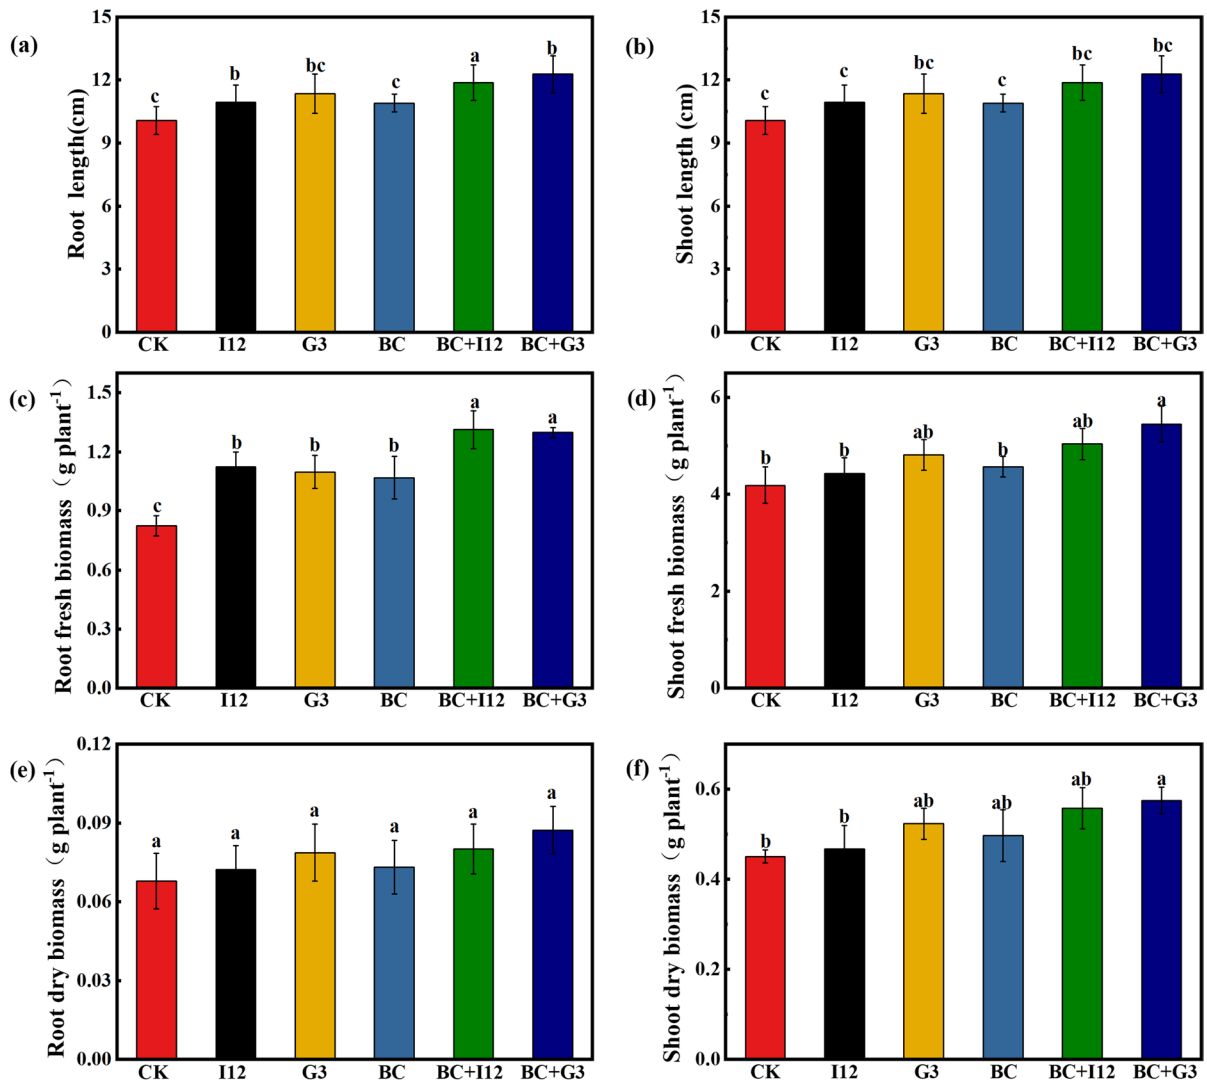 (a)
Root length(cm)
15
12
9
6
3
0
c
b
bc
c
a
b
CK I12 G3 BC BC+I12 BC+G3
(b)
Shoot length (cm)
15
12
9
6
3
0
c
c
bc
c
bc
bc
CK I12 G3 BC BC+I12 BC+G3
(c)
Root fresh biomass（g plant-1）
1.5
1.2
0.9
0.6
0.3
0.0
c
b
b
b
a
a
CK I12 G3 BC BC+I12 BC+G3
(d)
Shoot fresh biomass（g plant-1）
6
4
2
0
b
b
ab
b
ab
a
CK I12 G3 BC BC+I12 BC+G3
(e)
Root dry biomass（g plant-1）
0.12
0.09
0.06
0.03
0.00
a
a
a
a
a
a
CK I12 G3 BC BC+I12 BC+G3
(f)
Shoot dry biomass（g plant-1）
0.6
0.4
0.2
0.0
b
b
ab
ab
ab
a
CK I12 G3 BC BC+I12 BC+G3